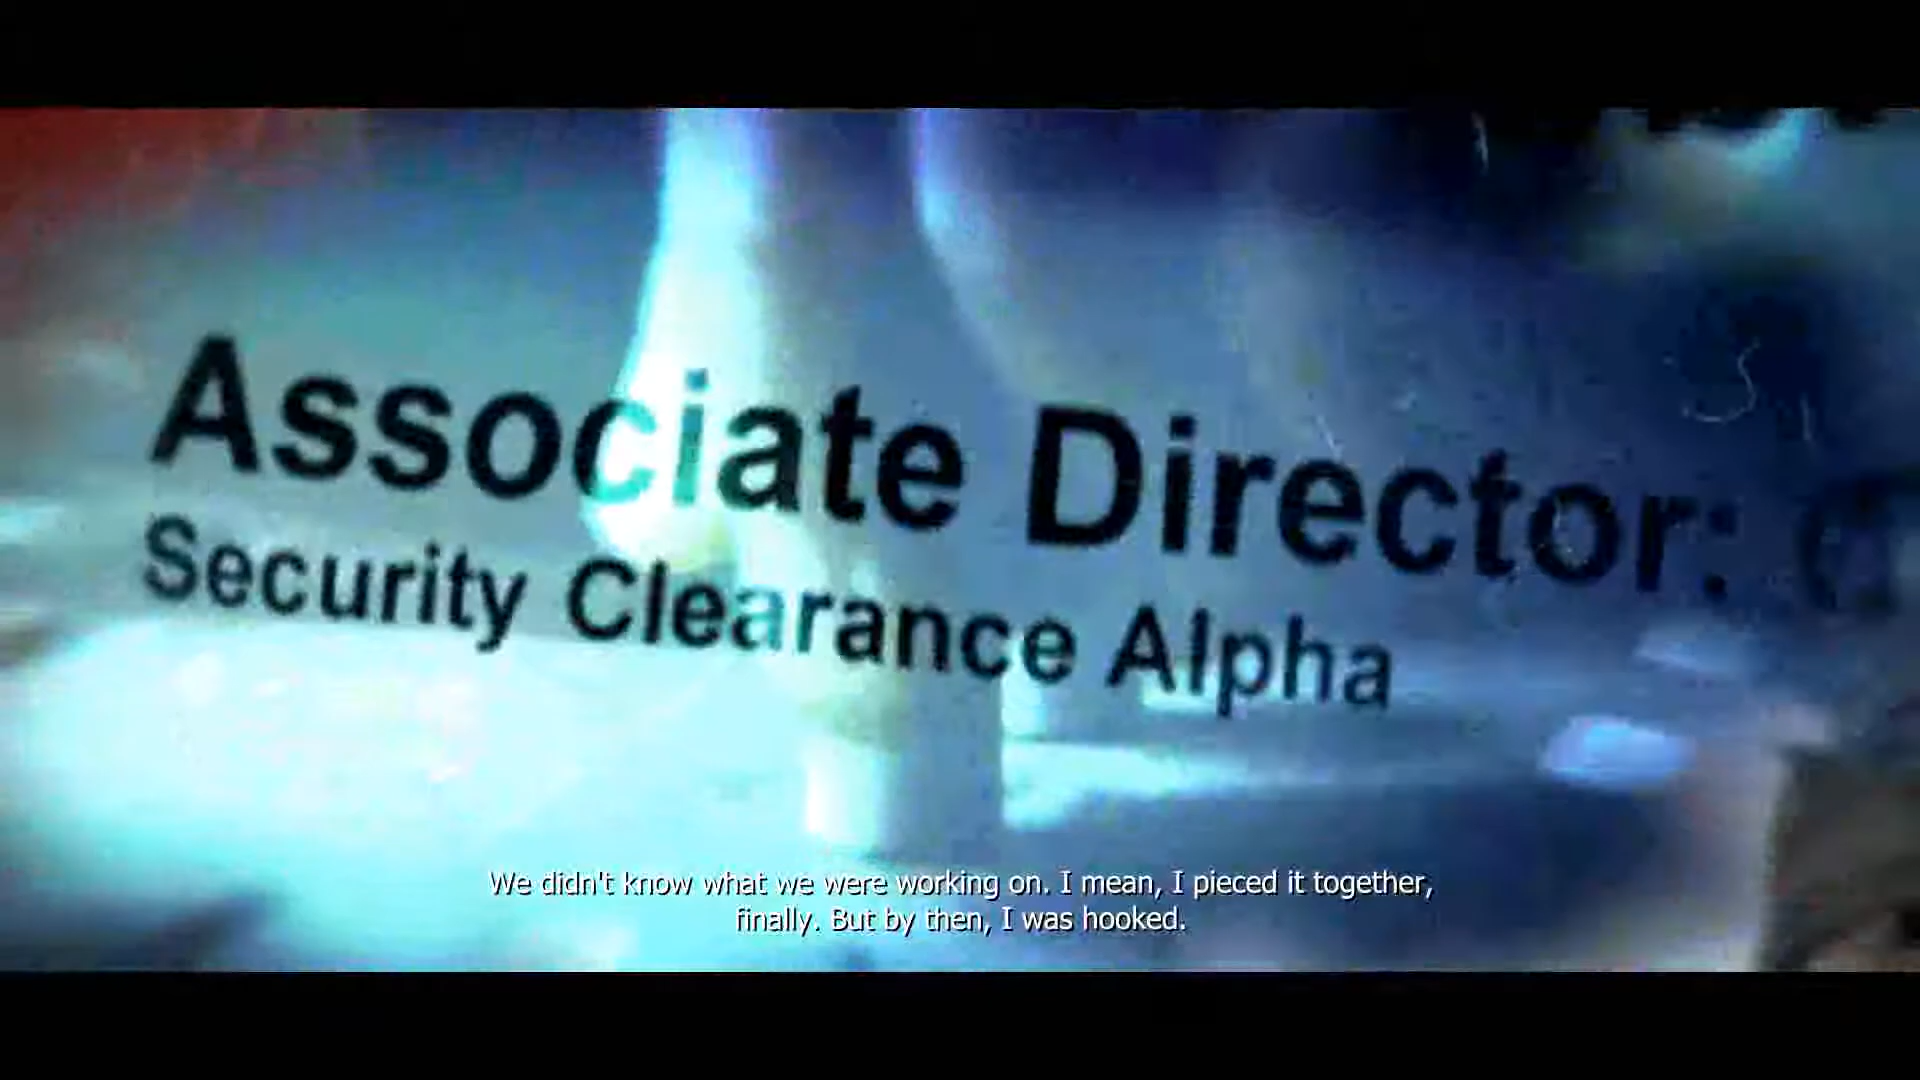 Associate Director:
Security Clearance Alpha
We didn't know what we were working on. I mean, I pieced it together,
finally. But by then, I was hooked.